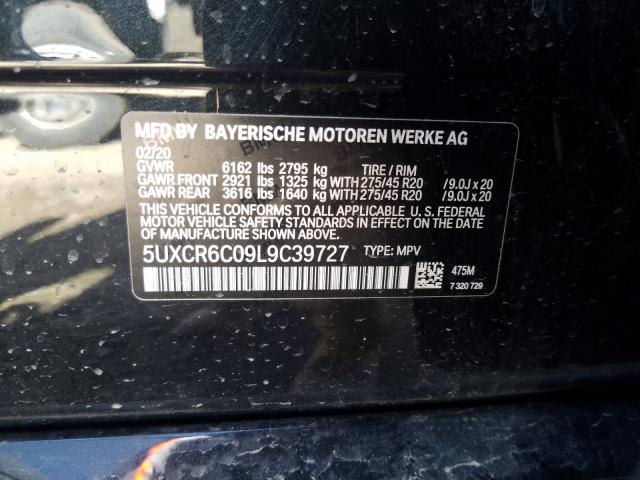 MFD BY BAYERISCHE MOTOREN WERKE AG
02/20
GVWR 6162 lbs 2795 kg TIRE / RIM
GAWR FRONT 2921 lbs 1325 kg WITH 275/45 R20 /9.0J x 20
GAWR REAR 3616 lbs 1640 kg WITH 275/45 R20 /9.0J x 20
THIS VEHICLE CONFORMS TO ALL APPLICABLE U. S. FEDERAL
MOTOR VEHICLE SAFETY STANDARDS IN EFFECT ON THE DATE
OF MANUFACTURE SHOWN ABOVE.
5UXCR6C09L9C39727 TYPE: MPV
475M
7 320 729